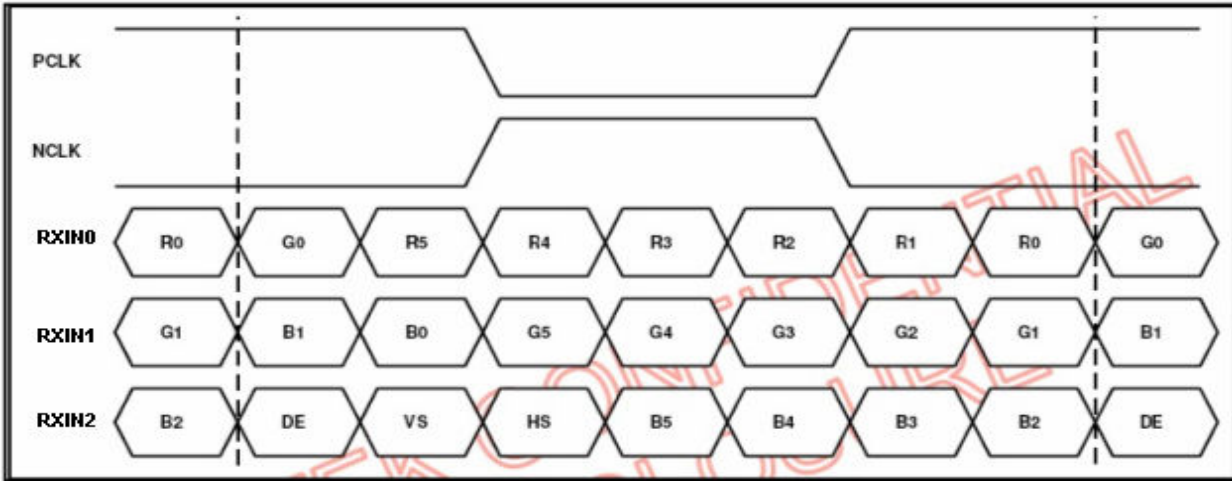 PCLK
NCLK
RXIN0 R0 G0 R5 R4 R3 R2 R1 R0 G0
RXIN1 G1 B1 B0 G5 G4 G3 G2 G1 B1
RXIN2 B2 DE VS HS B5 B4 B3 B2 DE
CONFIDENTIAL